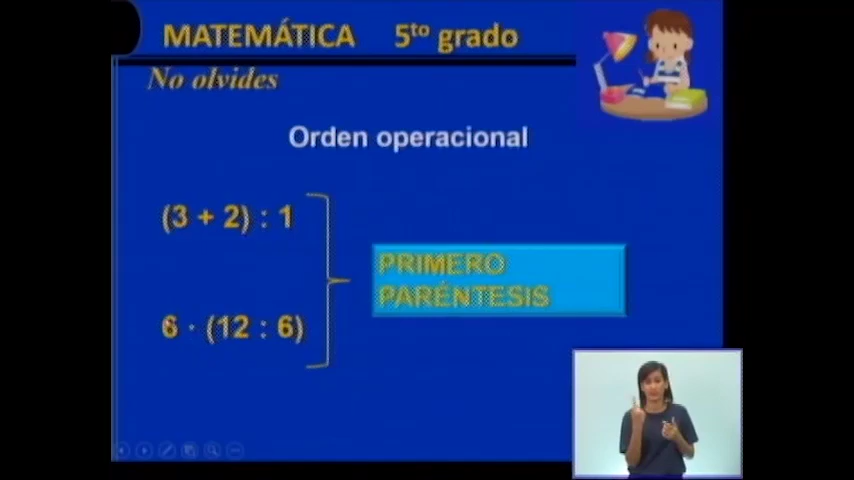 MATEMÁTICA 5to grado
No olvides
Orden operacional
(3 + 2) : 1
PRIMERO
PARÉNTESIS
6 · (12 : 6)